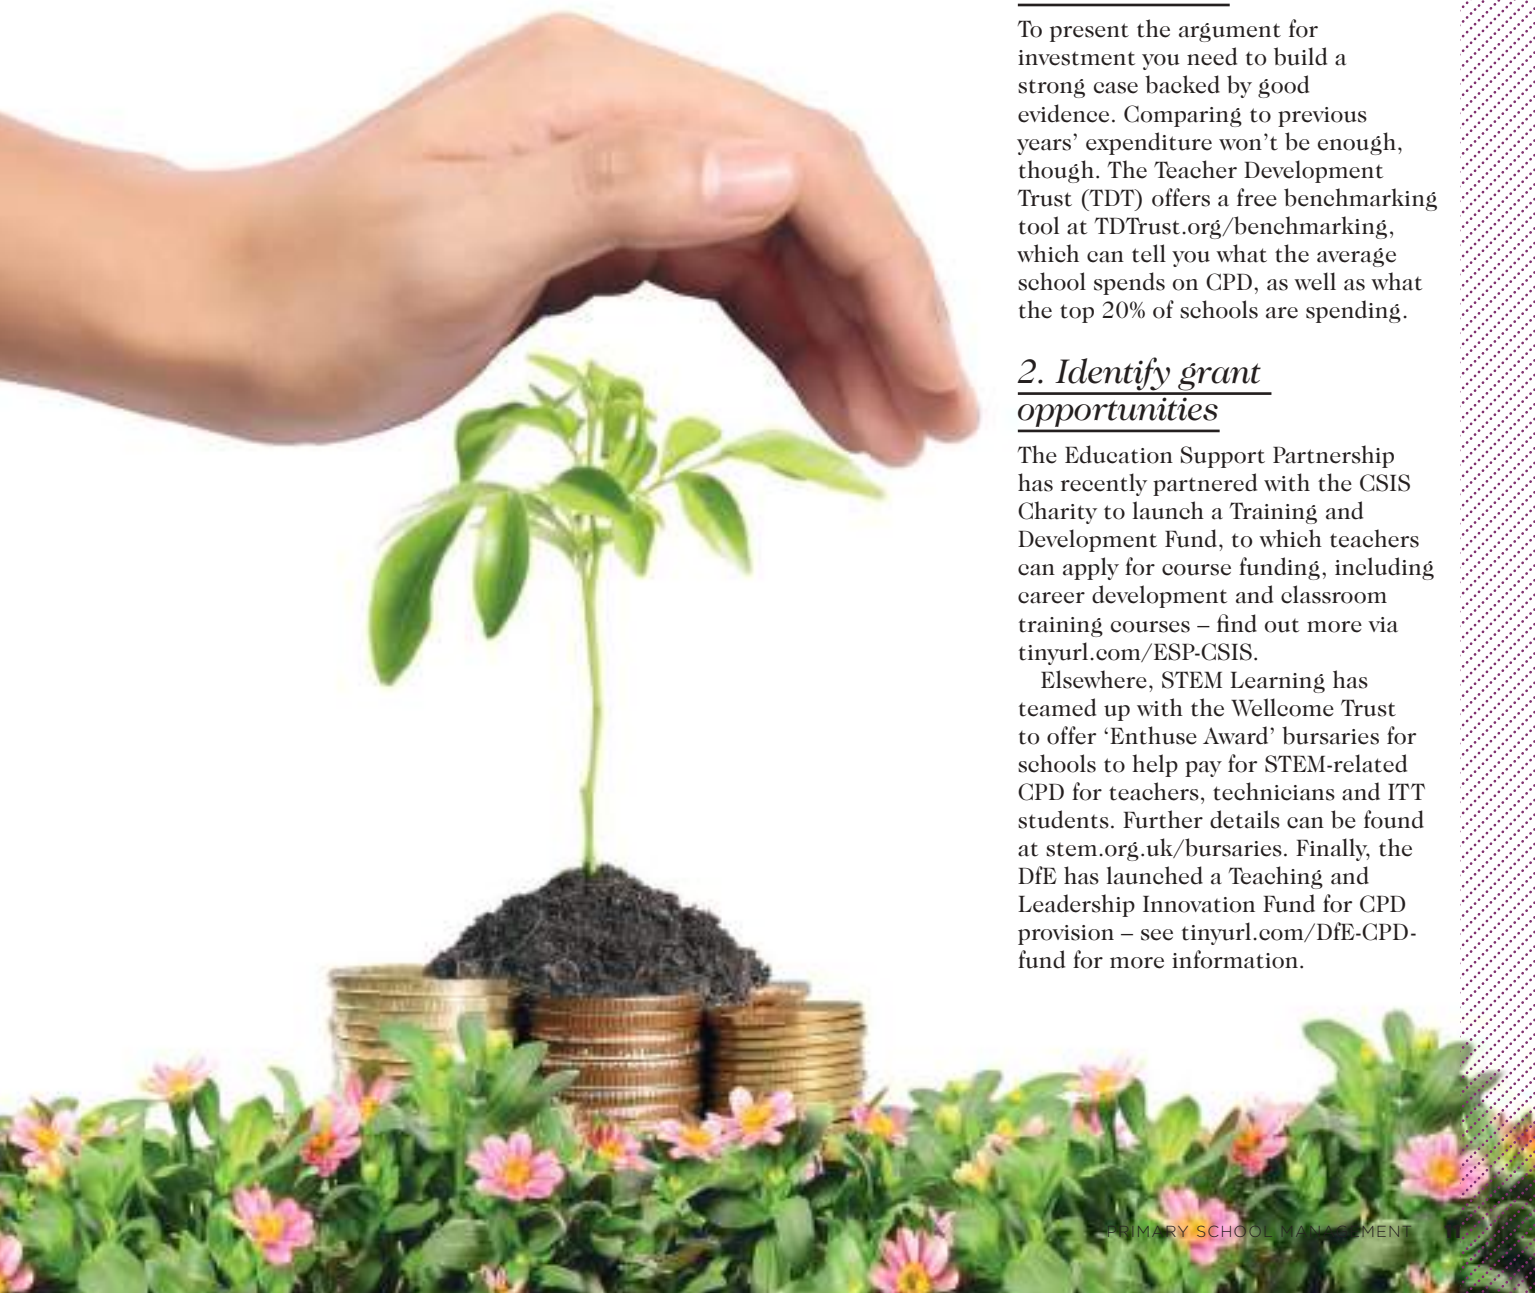 To present the argument for
investment you need to build a
strong case backed by good
evidence. Comparing to previous
years’ expenditure won’t be enough,
though. The Teacher Development
Trust (TDT) offers a free benchmarking
tool at TDTrust.org/benchmarking,
which can tell you what the average
school spends on CPD, as well as what
the top 20% of schools are spending.
2. Identify grant
opportunities
The Education Support Partnership
has recently partnered with the CSIS
Charity to launch a Training and
Development Fund, to which teachers
can apply for course funding, including
career development and classroom
training courses – find out more via
tinyurl.com/ESP-CSIS.
Elsewhere, STEM Learning has
teamed up with the Wellcome Trust
to offer ‘Enthuse Award’ bursaries for
schools to help pay for STEM-related
CPD for teachers, technicians and ITT
students. Further details can be found
at stem.org.uk/bursaries. Finally, the
DfE has launched a Teaching and
Leadership Innovation Fund for CPD
provision – see tinyurl.com/DfE-CPD-
fund for more information.
PRIMARY SCHOOL MANAGEMENT